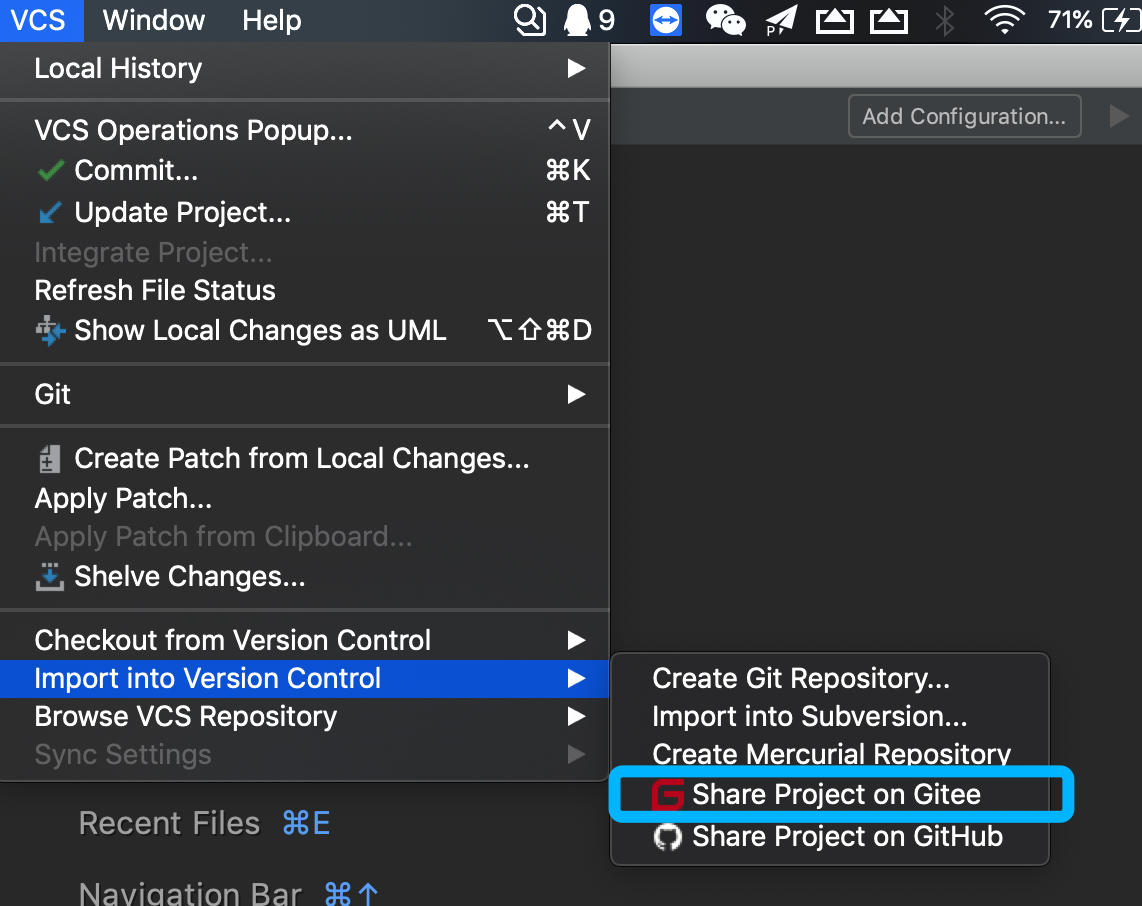 VCS Window Help 9 71%
Local History
Add Configuration...
VCS Operations Popup... ^V
Commit... ⌘K
Update Project... ⌘T
Integrate Project...
Refresh File Status
Show Local Changes as UML ⌥⇧⌘D
Git
Create Patch from Local Changes...
Apply Patch...
Apply Patch from Clipboard...
Shelve Changes...
Checkout from Version Control
Import into Version Control
Browse VCS Repository
Sync Settings
Create Git Repository...
Import into Subversion...
Create Mercurial Repository
Share Project on Gitee
Share Project on GitHub
Recent Files ⌘E
Navigation Bar ⌘↑